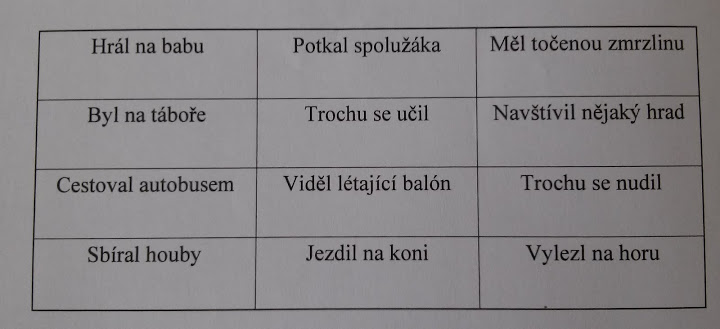 Hrál na babu
Potkal spolužáka
Měl točenou zmrzlinu
Byl na táboře
Trochu se učil
Navštívil nějaký hrad
Cestoval autobusem
Viděl létající balón
Trochu se nudil
Sbíral houby
Jezdil na koni
Vylezl na horu